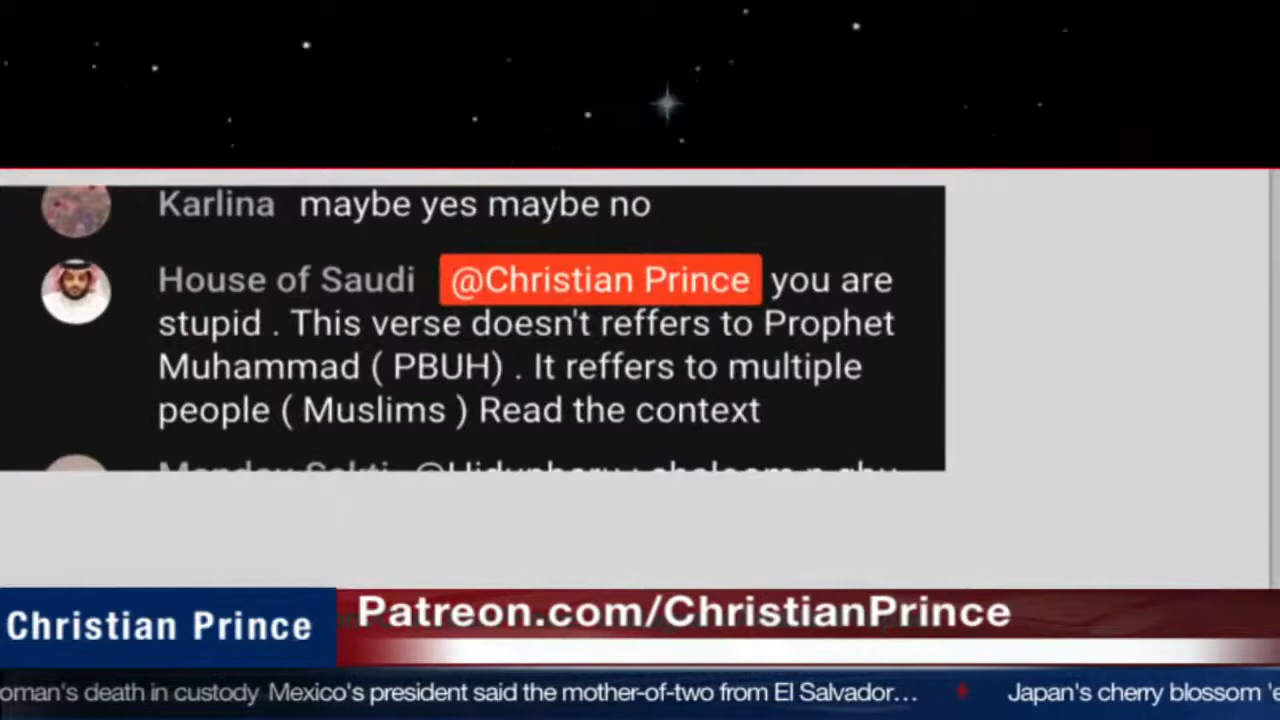 Karlina maybe yes maybe no
House of Saudi @Christian Prince you are
stupid . This verse doesn't reffers to Prophet
Muhammad ( PBUH) . It reffers to multiple
people ( Muslims ) Read the context
Christian Prince
Patreon.com/ChristianPrince
oman's death in custody Mexico's president said the mother-of-two from El Salvador... Japan's cherry blossom 'e